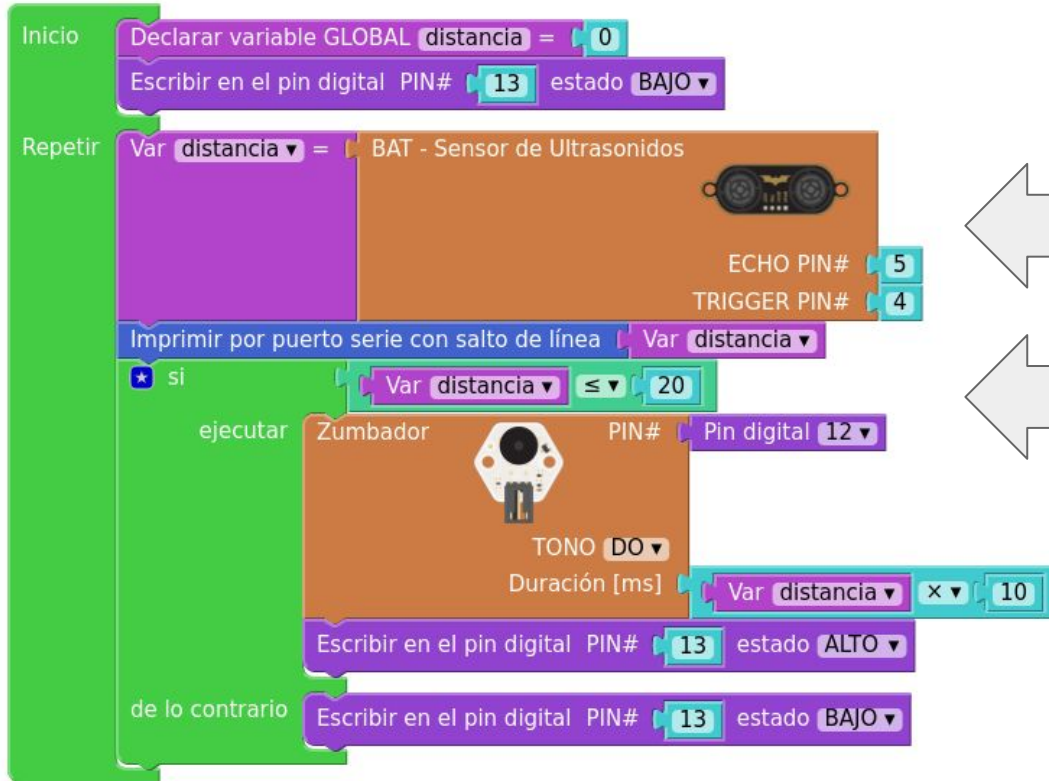 Inicio Declarar variable GLOBAL distancia = 0
Escribir en el pin digital PIN# 13 estado BAJO
Repetir Var distancia = BAT - Sensor de Ultrasonidos
ECHO PIN# 5
TRIGGER PIN# 4
Imprimir por puerto serie con salto de línea Var distancia
si Var distancia ≤ 20
ejecutar Zumbador PIN# Pin digital 12
TONO DO
Duración [ms] Var distancia × 10
Escribir en el pin digital PIN# 13 estado ALTO
de lo contrario Escribir en el pin digital PIN# 13 estado BAJO